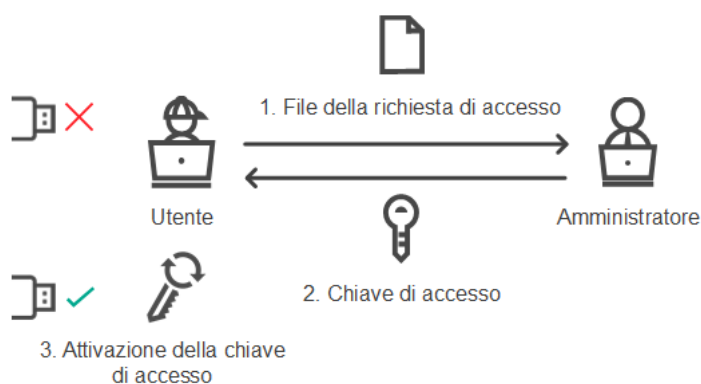 1. File della richiesta di accesso
Utente
Amministratore
2. Chiave di accesso
3. Attivazione della chiave
di accesso